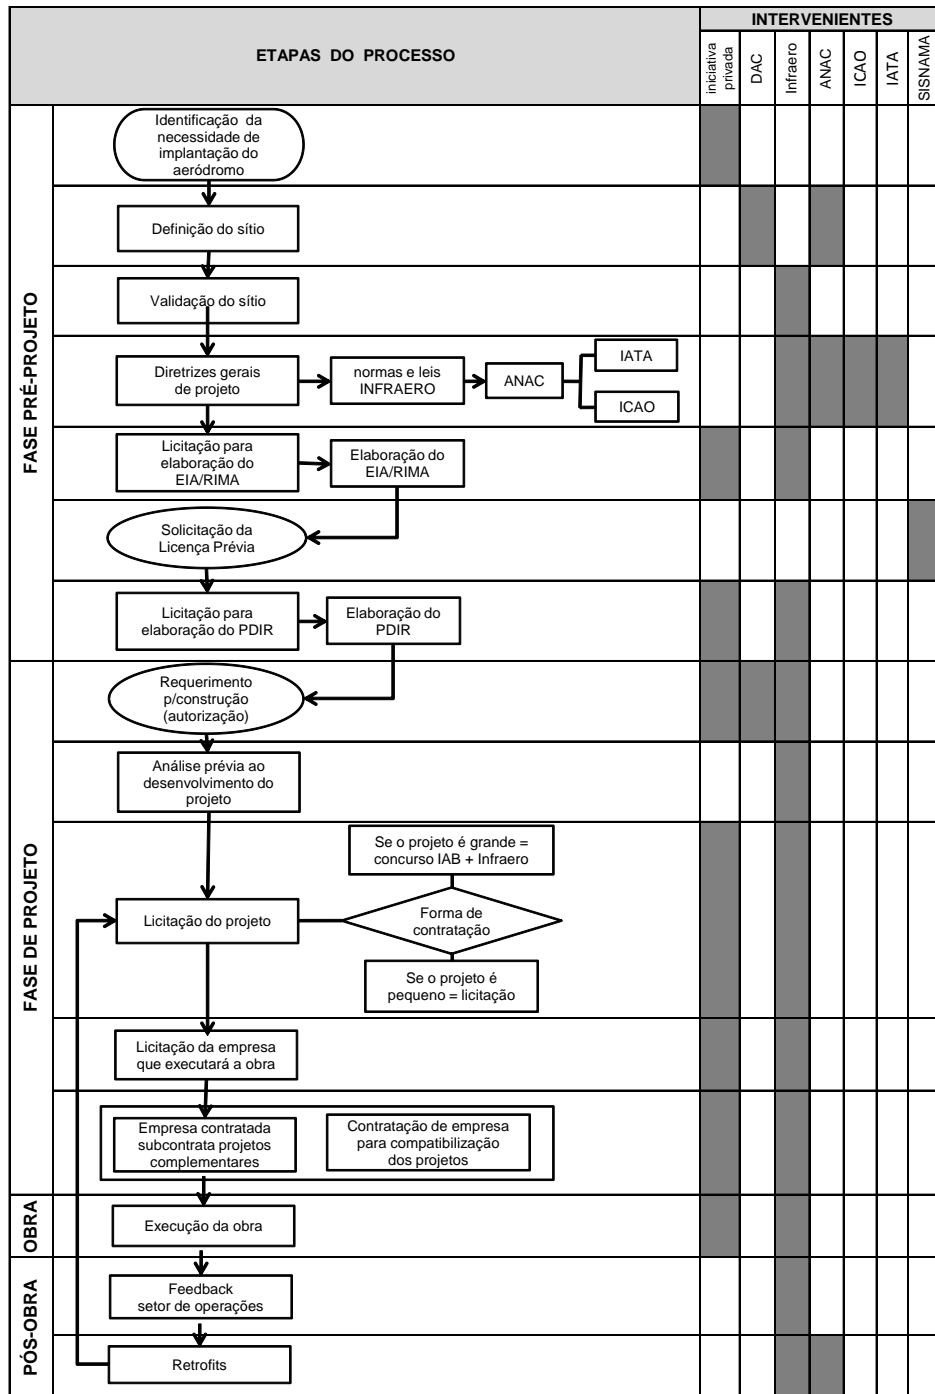 ETAPAS DO PROCESSO
INTERVENIENTES
iniciativa
privada
DAC
Infraero
ANAC
ICAO
IATA
SISNAMA
FASE PRÉ-PROJETO
Identificação da
necessidade de
implantação do
aeródromo
Definição do sítio
Validação do sítio
Diretrizes gerais
de projeto
normas e leis
INFRAERO
ANAC
IATA
ICAO
Licitação para
elaboração do
EIA/RIMA
Elaboração do
EIA/RIMA
Solicitação da
Licença Prévia
Licitação para
elaboração do PDIR
Elaboração do
PDIR
FASE DE PROJETO
Requerimento
p/construção
(autorização)
Análise prévia ao
desenvolvimento do
projeto
Se o projeto é grande =
concurso IAB + Infraero
Licitação do projeto
Forma de
contratação
Se o projeto é
pequeno = licitação
Licitação da empresa
que executará a obra
Empresa contratada
subcontrata projetos
complementares
Contratação de empresa
para compatibilização
dos projetos
OBRA
Execução da obra
PÓS-OBRA
Feedback
setor de operações
Retrofits